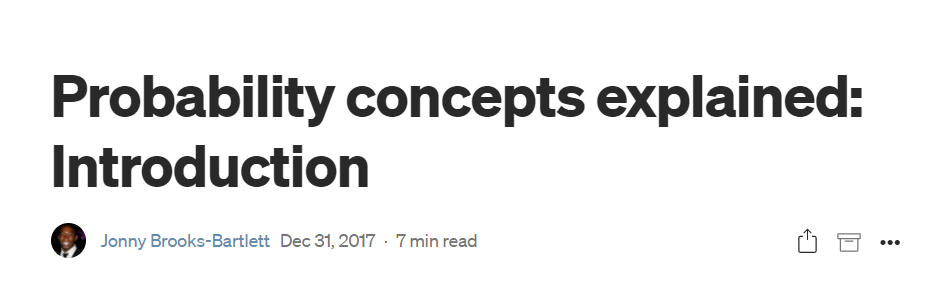 Probability concepts explained:
Introduction
Jonny Brooks-Bartlett Dec 31, 2017 · 7 min read